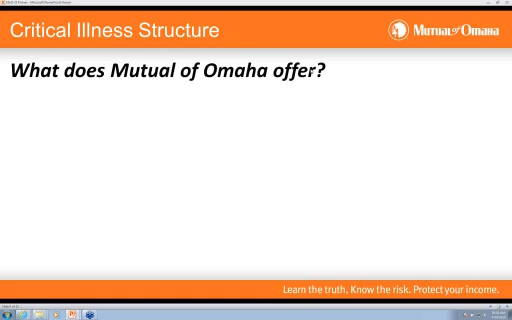 Critical Illness Structure
Mutual of Omaha
What does Mutual of Omaha offer?
Learn the truth. Know the risk. Protect your income.